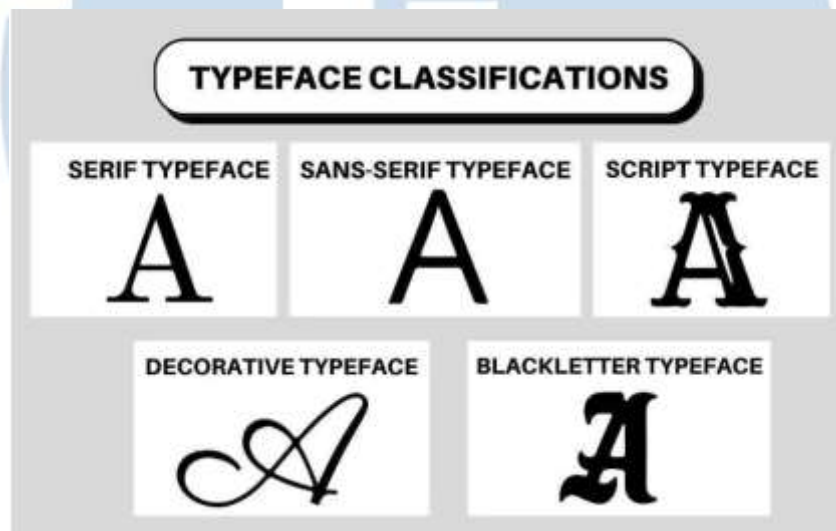 TYPEFACE CLASSIFICATIONS
SERIF TYPEFACE
A
SANS-SERIF TYPEFACE
A
SCRIPT TYPEFACE
A
DECORATIVE TYPEFACE
A
BLACKLETTER TYPEFACE
A